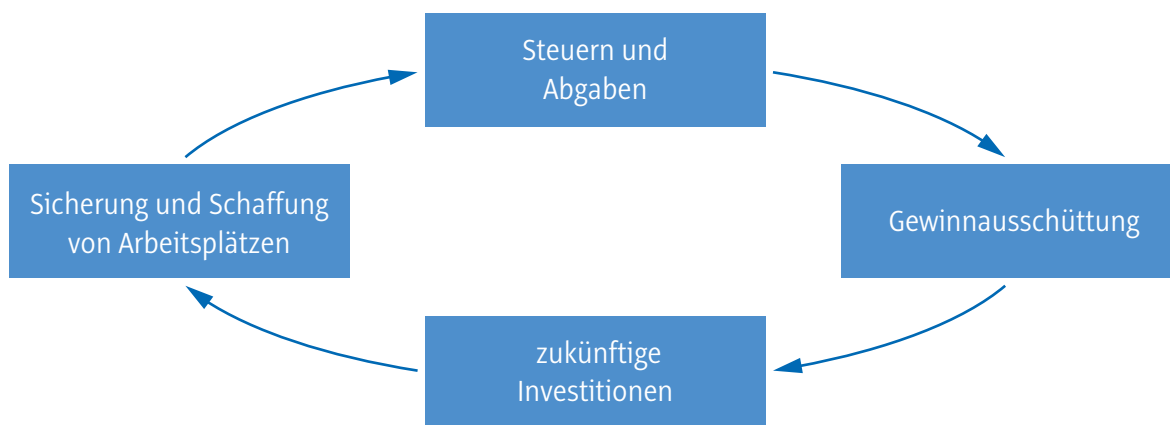 Steuern und
Abgaben
Sicherung und Schaffung
von Arbeitsplätzen
Gewinnausschüttung
zukünftige
Investitionen